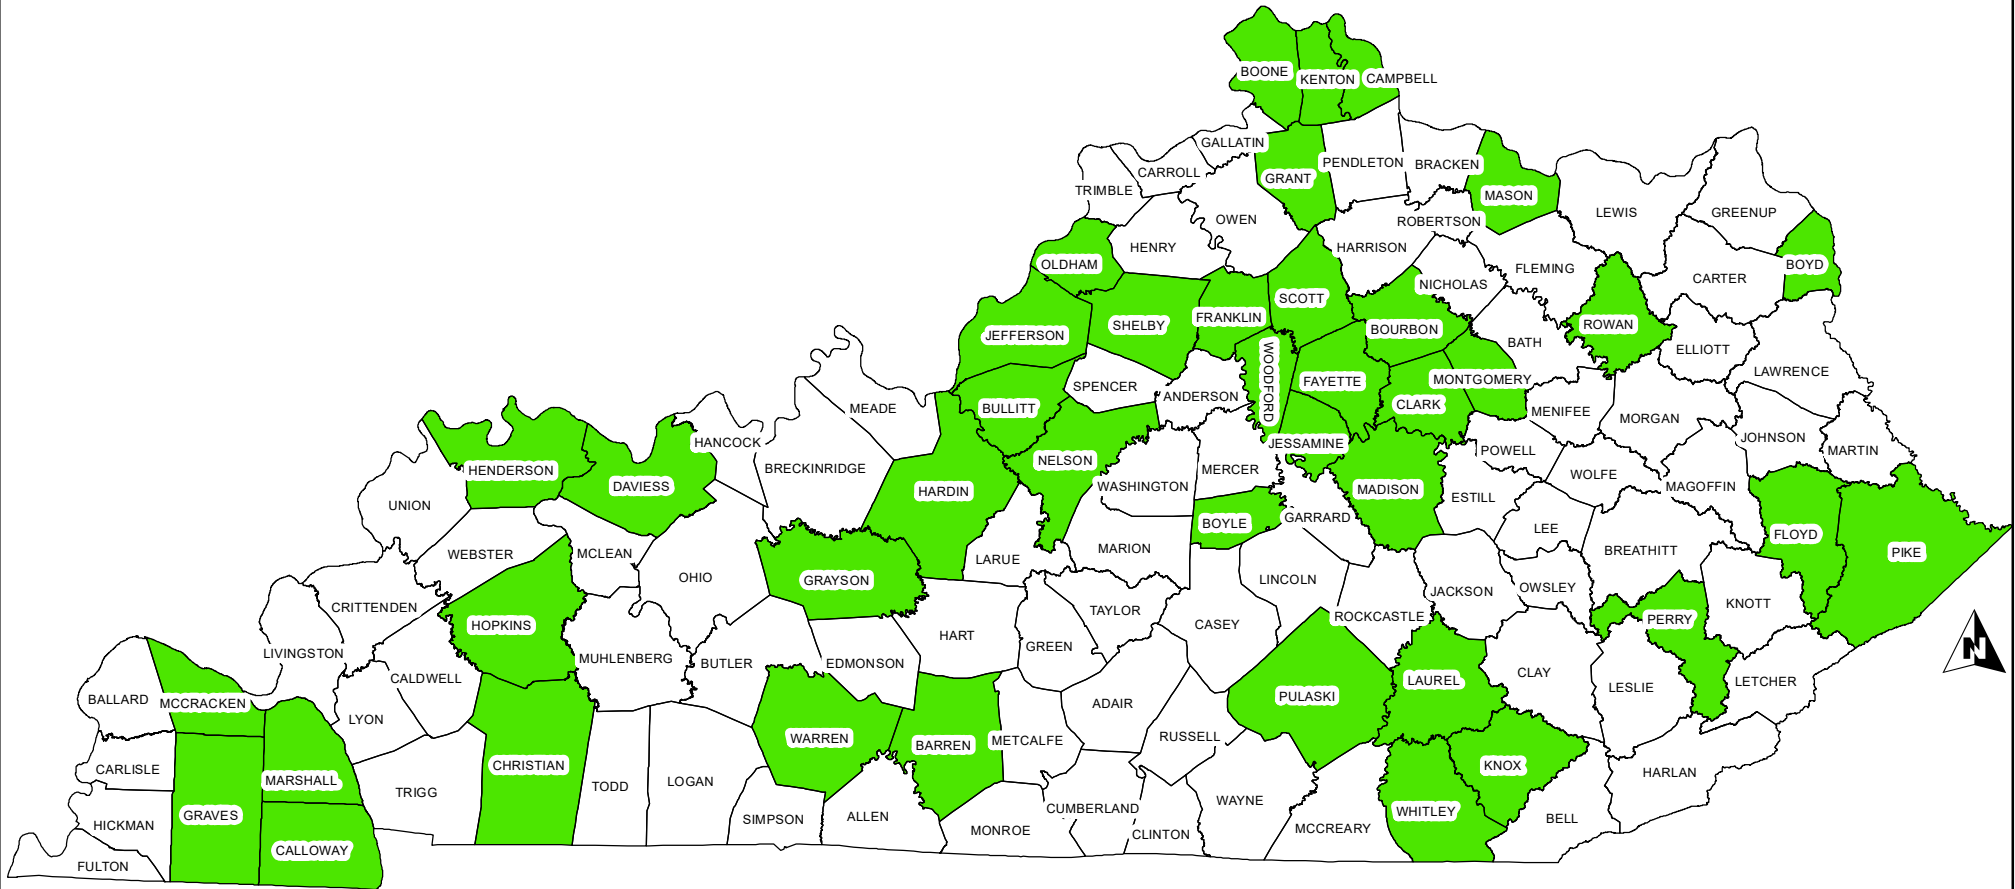 BOONE
KENTON
CAMPBELL
GALLATIN
PENDLETON
BRACKEN
CARROLL
GRANT
TRIMBLE
MASON
OWEN
ROBERTSON
LEWIS
GREENUP
HENRY
HARRISON
OLDHAM
FLEMING
BOYD
CARTER
NICHOLAS
SCOTT
SHELBY
FRANKLIN
JEFFERSON
BOURBON
ROWAN
BATH
ELLIOTT
WOODFORD
FAYETTE
MONTGOMERY
LAWRENCE
SPENCER
ANDERSON
CLARK
MENIFEE
MORGAN
MEADE
BULLITT
HANCOCK
JESSAMINE
JOHNSON
MARTIN
POWELL
NELSON
BRECKINRIDGE
HENDERSON
MERCER
WOLFE
DAVIESS
HARDIN
WASHINGTON
MADISON
MAGOFFIN
ESTILL
UNION
GARRARD
BOYLE
LEE
FLOYD
PIKE
BREATHITT
WEBSTER
MCLEAN
LARUE
MARION
OHIO
GRAYSON
LINCOLN
JACKSON
OWSLEY
CRITTENDEN
KNOTT
TAYLOR
ROCKCASTLE
PERRY
HOPKINS
HART
CASEY
GREEN
LIVINGSTON
MUHLENBERG
BUTLER
EDMONSON
CALDWELL
CLAY
LAUREL
LESLIE
LETCHER
BALLARD
MCCRACKEN
PULASKI
LYON
ADAIR
WARREN
BARREN
METCALFE
RUSSELL
CARLISLE
MARSHALL
CHRISTIAN
KNOX
HARLAN
TODD
LOGAN
TRIGG
GRAVES
WAYNE
CUMBERLAND
WHITLEY
HICKMAN
SIMPSON
ALLEN
MONROE
CLINTON
MCCREARY
BELL
CALLOWAY
FULTON
N